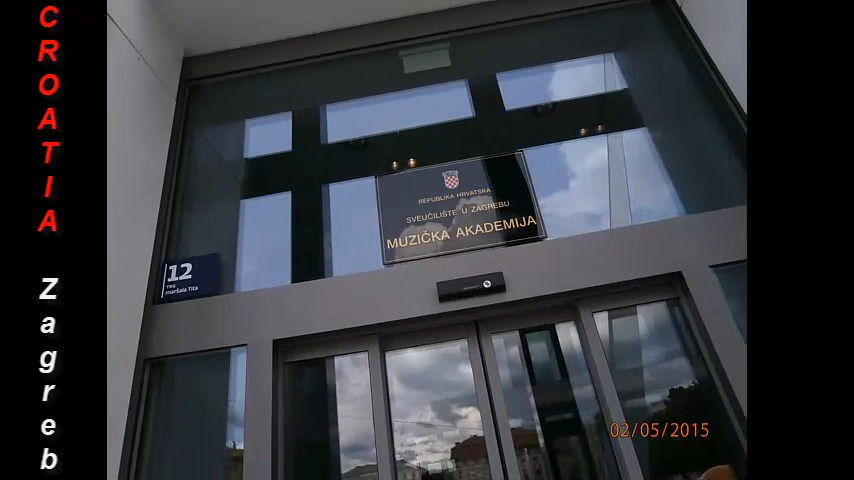 CROATIA
Zagreb
REPUBLIKA HRVATSKA
SVEUČILIŠTE U ZAGREBU
MUZIČKA AKADEMIJA
12
TRG
maršala Tita
02/05/2015